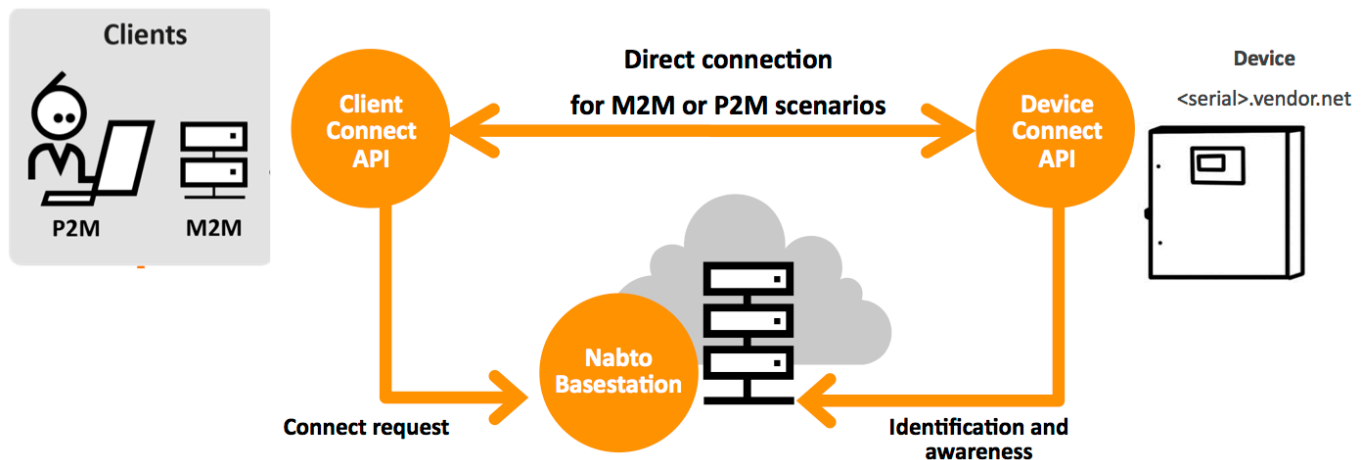 Clients
P2M
M2M
Client
Connect
API
Direct connection
for M2M or P2M scenarios
Device
Connect
API
Device
<serial>.vendor.net
Nabto
Basestation
Connect request
Identification and
awareness